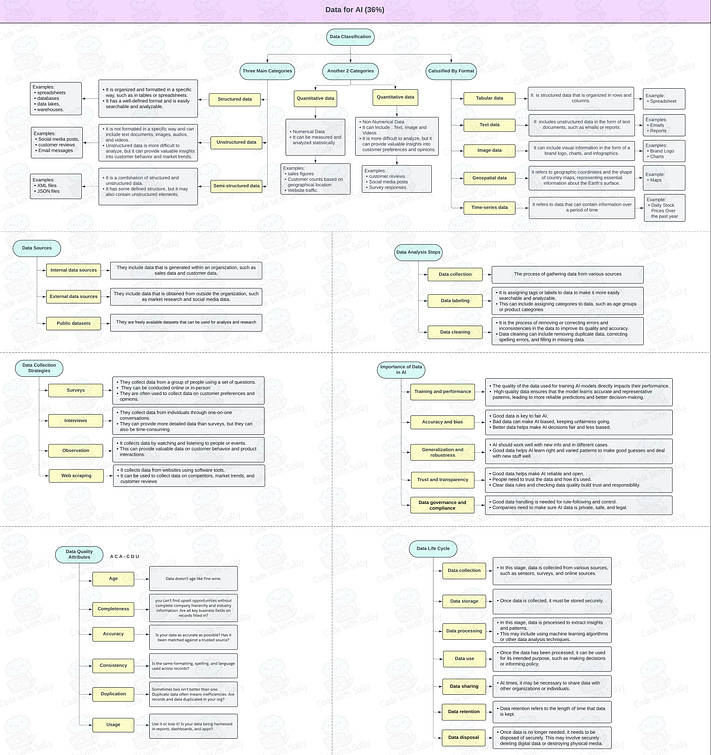 Data for AI (36%)
Data Classification
Three Main Categories
Another 2 Categories
Calssified By Format
Structured data
• It is organized and formatted in a specific
way, such as in tables or spreadsheets.
• It has a well-defined format and is easily
searchable and analyzable.
Examples:
• spreadsheets
• databases
• data lakes,
• warehouses.
Unstructured data
• It is not formatted in a specific way and can
include text documents, images, audios,
and videos.
• Unstructured data is more difficult to
analyze, but it can provide valuable insights
into customer behavior and market trends.
Examples:
• Social media posts,
• customer reviews
• Email messages
Semi-structured data
• It is a combination of structured and
unstructured data.
• It has some defined structure, but it may
also contain unstructured elements.
Examples:
• XML files
• JSON files
Quantitative data
• Numerical Data
• It can be measured and
analyzed statistically
Examples:
• sales figures
• Customer counts based on
geographical location
• Website traffic
Quantitative data
• Non-Numerical Data
• It can Include : Text, Image and
Videos
• It is more difficult to analyze, but it can
provide valuable insights into
customer preferences and opinions.
Examples:
• customer reviews
• Social media posts
• Survey responses.
Tabular data
It is structured data that is organized in rows and
columns.
Example:
• Spreadsheet
Text data
It includes unstructured data in the form of text
documents, such as emails or reports.
Examples:
• Emails
• Reports
Image data
It can include visual information in the form of a
brand logo, charts, and infographics.
Examples:
• Brand Logo
• Charts
Geospatial data
It refers to geographic coordinates and the shape
of country maps, representing essential
information about the Earth's surface.
Example:
• Maps
Time-series data
It refers to data that can contain information over
a period of time
Example:
• Daily Stock
Prices Over
the past year
Data Sources
Internal data sources
They include data that is generated within an organization, such as
sales data and customer data.
External data sources
They include data that is obtained from outside the organization, such
as market research and social media data.
Public datasets
They are freely available datasets that can be used for analysis and research
Data Analysis Steps
Data collection
The process of gathering data from various sources
Data labeling
• It is assigning tags or labels to data to make it more easily
searchable and analyzable.
• This can include assigning categories to data, such as age groups
or product categories
Data cleaning
• It is the process of removing or correcting errors and
inconsistencies in the data to improve its quality and accuracy.
• Data cleaning can include removing duplicate data, correcting
spelling errors, and filling in missing data.
Data Collection
Strategies
Surveys
• They collect data from a group of people using a set of questions.
• They can be conducted online or in-person
• They are often used to collect data on customer preferences and
opinions.
Interviews
• They collect data from individuals through one-on-one
conversations.
• They can provide more detailed data than surveys, but they can
also be time-consuming.
Observation
• It collects data by watching and listening to people or events.
• This can provide valuable data on customer behavior and product
interactions.
Web scraping
• It collects data from websites using software tools.
• It can be used to collect data on competitors, market trends, and
customer reviews
Importance of Data
in AI
Training and performance
• The quality of the data used for training AI models directly impacts their performance.
• High quality data ensures that the model learns accurate and representative
patterns, leading to more reliable predictions and better decision-making.
Accuracy and bias
• Good data is key to fair AI.
• Bad data can make AI biased, keeping unfairness going.
• Better data helps make AI decisions fair and less biased.
Generalization and
robustness
• AI should work well with new info and in different cases.
• Good data helps AI learn right and varied patterns to make good guesses and deal
with new stuff well.
Trust and transparency
• Good data helps make AI reliable and open.
• People need to trust the data and how it's used.
• Clear data rules and checking data quality build trust and responsibility.
Data governance and
compliance
• Good data handling is needed for rule-following and control.
• Companies need to make sure AI data is private, safe, and legal.
Data Quality
Attributes
A C A - C D U
Age
Data doesn't age like fine wine.
Completeness
you can't find upsell opportunities without
complete company hierarchy and industry
information. Are all key business fields on
records filled in?
Accuracy
Is your data as accurate as possible? Has it
been matched against a trusted source?
Consistency
Is the same formatting, spelling, and language
used across records?
Duplication
Sometimes two isn't better than one.
Duplicate data often means inefficiencies. Are
records and data duplicated in your org?
Usage
Use it or lose it! Is your data being harnessed
in reports, dashboards, and apps?
Data Life Cycle
Data collection
• In this stage, data is collected from various sources,
such as sensors, surveys, and online sources.
Data storage
• Once data is collected, it must be stored securely.
Data processing
• In this stage, data is processed to extract insights
and patterns.
• This may include using machine learning algorithms
or other data analysis techniques.
Data use
• Once the data has been processed, it can be used
for its intended purpose, such as making decisions
or informing policy.
Data sharing
• At times, it may be necessary to share data with
other organizations or individuals.
Data retention
• Data retention refers to the length of time that data
is kept.
Data disposal
• Once data is no longer needed, it needs to be
disposed of securely. This may involve securely
deleting digital data or destroying physical media.